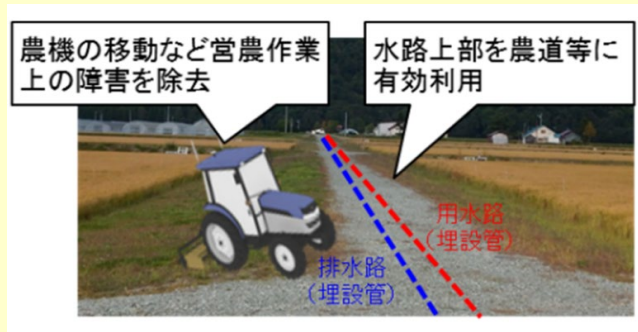 農機の移動など営農作業
上の障害を除去
水路上部を農道等に
有効利用
用水路
（埋設管）
排水路
（埋設管）